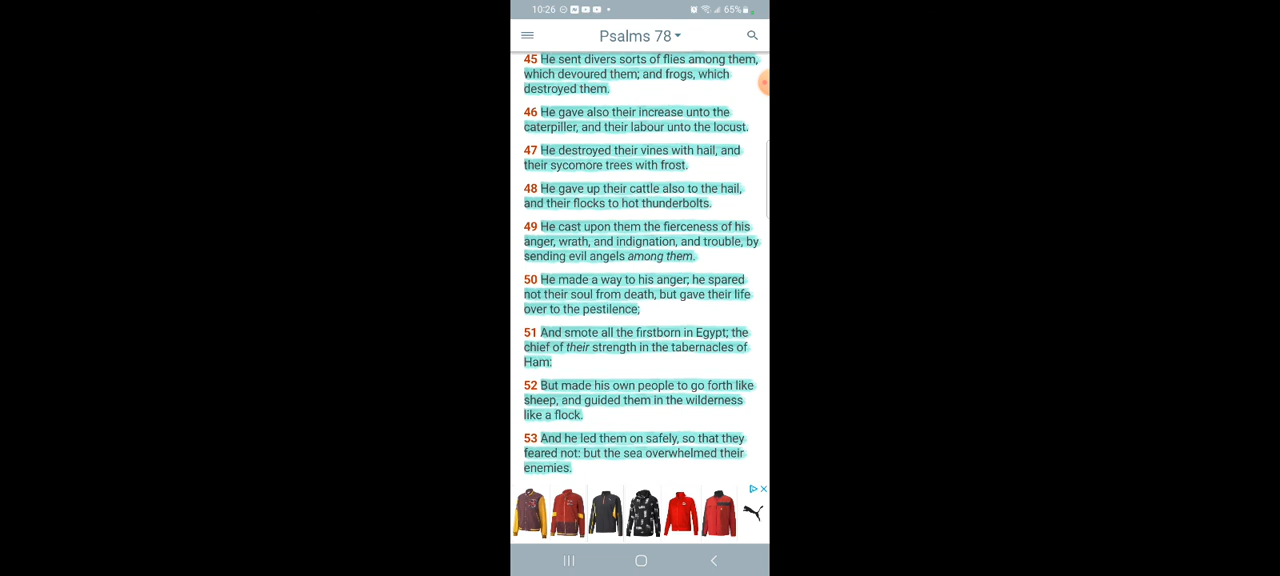 10:26 65%
Psalms 78
45 He sent divers sorts of flies among them,
which devoured them; and frogs, which
destroyed them.
46 He gave also their increase unto the
caterpiller, and their labour unto the locust.
47 He destroyed their vines with hail, and
their sycomore trees with frost.
48 He gave up their cattle also to the hail,
and their flocks to hot thunderbolts.
49 He cast upon them the fierceness of his
anger, wrath, and indignation, and trouble, by
sending evil angels among them.
50 He made a way to his anger; he spared
not their soul from death, but gave their life
over to the pestilence;
51 And smote all the firstborn in Egypt; the
chief of their strength in the tabernacles of
Ham:
52 But made his own people to go forth like
sheep, and guided them in the wilderness
like a flock.
53 And he led them on safely, so that they
feared not: but the sea overwhelmed their
enemies.